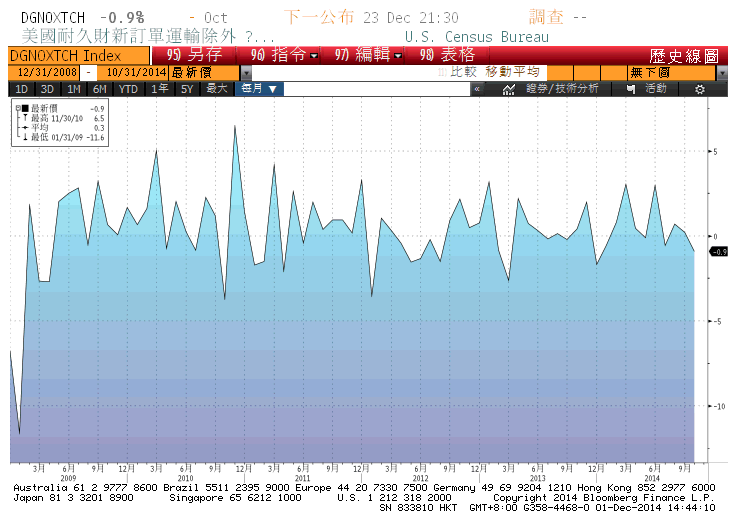 DGNOXTCH -0.9% - Oct 下一公布 23 Dec 21:30 調查 --
美國耐久財新訂單運輸除外 ?... U.S. Census Bureau
DGNOXTCH Index 95) 另存 96) 指令 97) 編輯 98) 表格 歷史線圖
12/31/2008 - 10/31/2014 最新價 比較 移動平均 無下圖
1D 3D 1M 6M YTD 1年 5Y 最大 每月 ▼ « 證券/技術分析 活動
最新價 -0.9
最高 11/30/10 6.5
平均 0.3
最低 01/31/09 -11.6
5
0
-0.9
-5
-10
3月 6月 9月 12月 3月 6月 9月 12月 3月 6月 9月 12月 3月 6月 9月 12月 3月 6月 9月 12月 3月 6月 9月
2009 2010 2011 2012 2013 2014
Australia 61 2 9777 8600 Brazil 5511 2395 9000 Europe 44 20 7330 7500 Germany 49 69 9204 1210 Hong Kong 852 2977 6000
Japan 81 3 3201 8900 Singapore 65 6212 1000 U.S. 1 212 318 2000 Copyright 2014 Bloomberg Finance L.P.
SN 833810 HKT GMT+8:00 G358-4468-0 01-Dec-2014 14:44:10